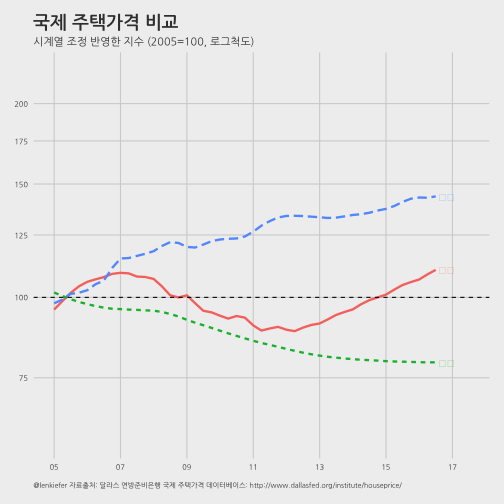 국제 주택가격 비교
시계열 조정 반영한 지수 (2005=100, 로그척도)
200
175
150
125
100
75
05 07 09 11 13 15 17
@lenkiefer 자료출처: 달라스 연방준비은행 국제 주택가격 데이터베이스: http://www.dallasfed.org/institute/houseprice/